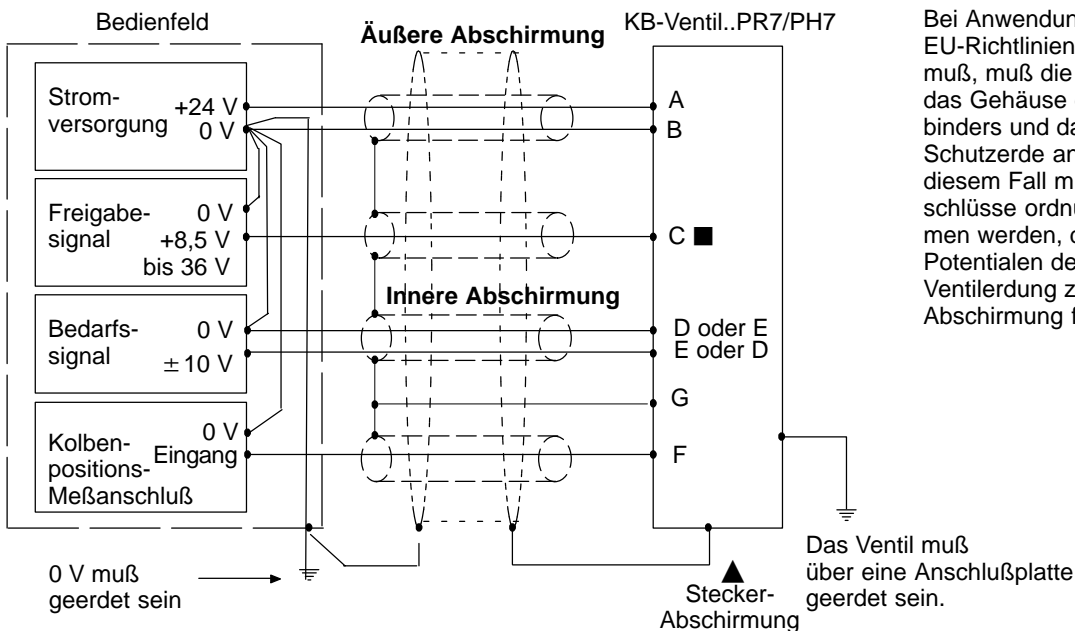 Bedienfeld
Äußere Abschirmung
KB-Ventil..PR7/PH7
Strom-
versorgung
+24 V
0 V
A
B
Freigabe-
signal
0 V
+8,5 V
bis 36 V
C ■
Innere Abschirmung
Bedarfs-
signal
0 V
±10 V
D oder E
E oder D
G
Kolben-
positions-
Meßanschluß
0 V
Eingang
F
0 V muß
geerdet sein
▲
Stecker-
Abschirmung
Das Ventil muß
über eine Anschlußplatte
geerdet sein.
Bei Anwendun
EU-Richtlinien
muß, muß die
das Gehäuse
binders und da
Schutzerde an
diesem Fall m
schlüsse ordnu
men werden, d
Potentialen de
Ventilerdung z
Abschirmung f